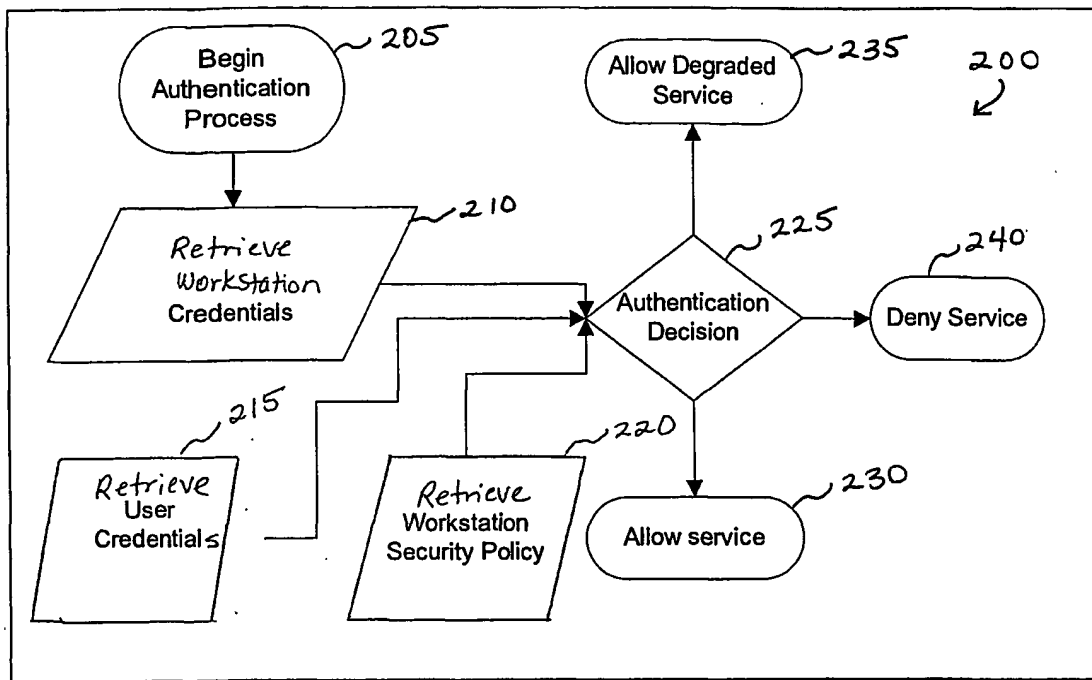 Begin
Authentication
Process
205
Allow Degraded
Service
235
200
Retrieve
Workstation
Credentials
210
225
Authentication
Decision
240
Deny Service
215
Retrieve
User
Credentials
220
Retrieve
Workstation
Security Policy
230
Allow service